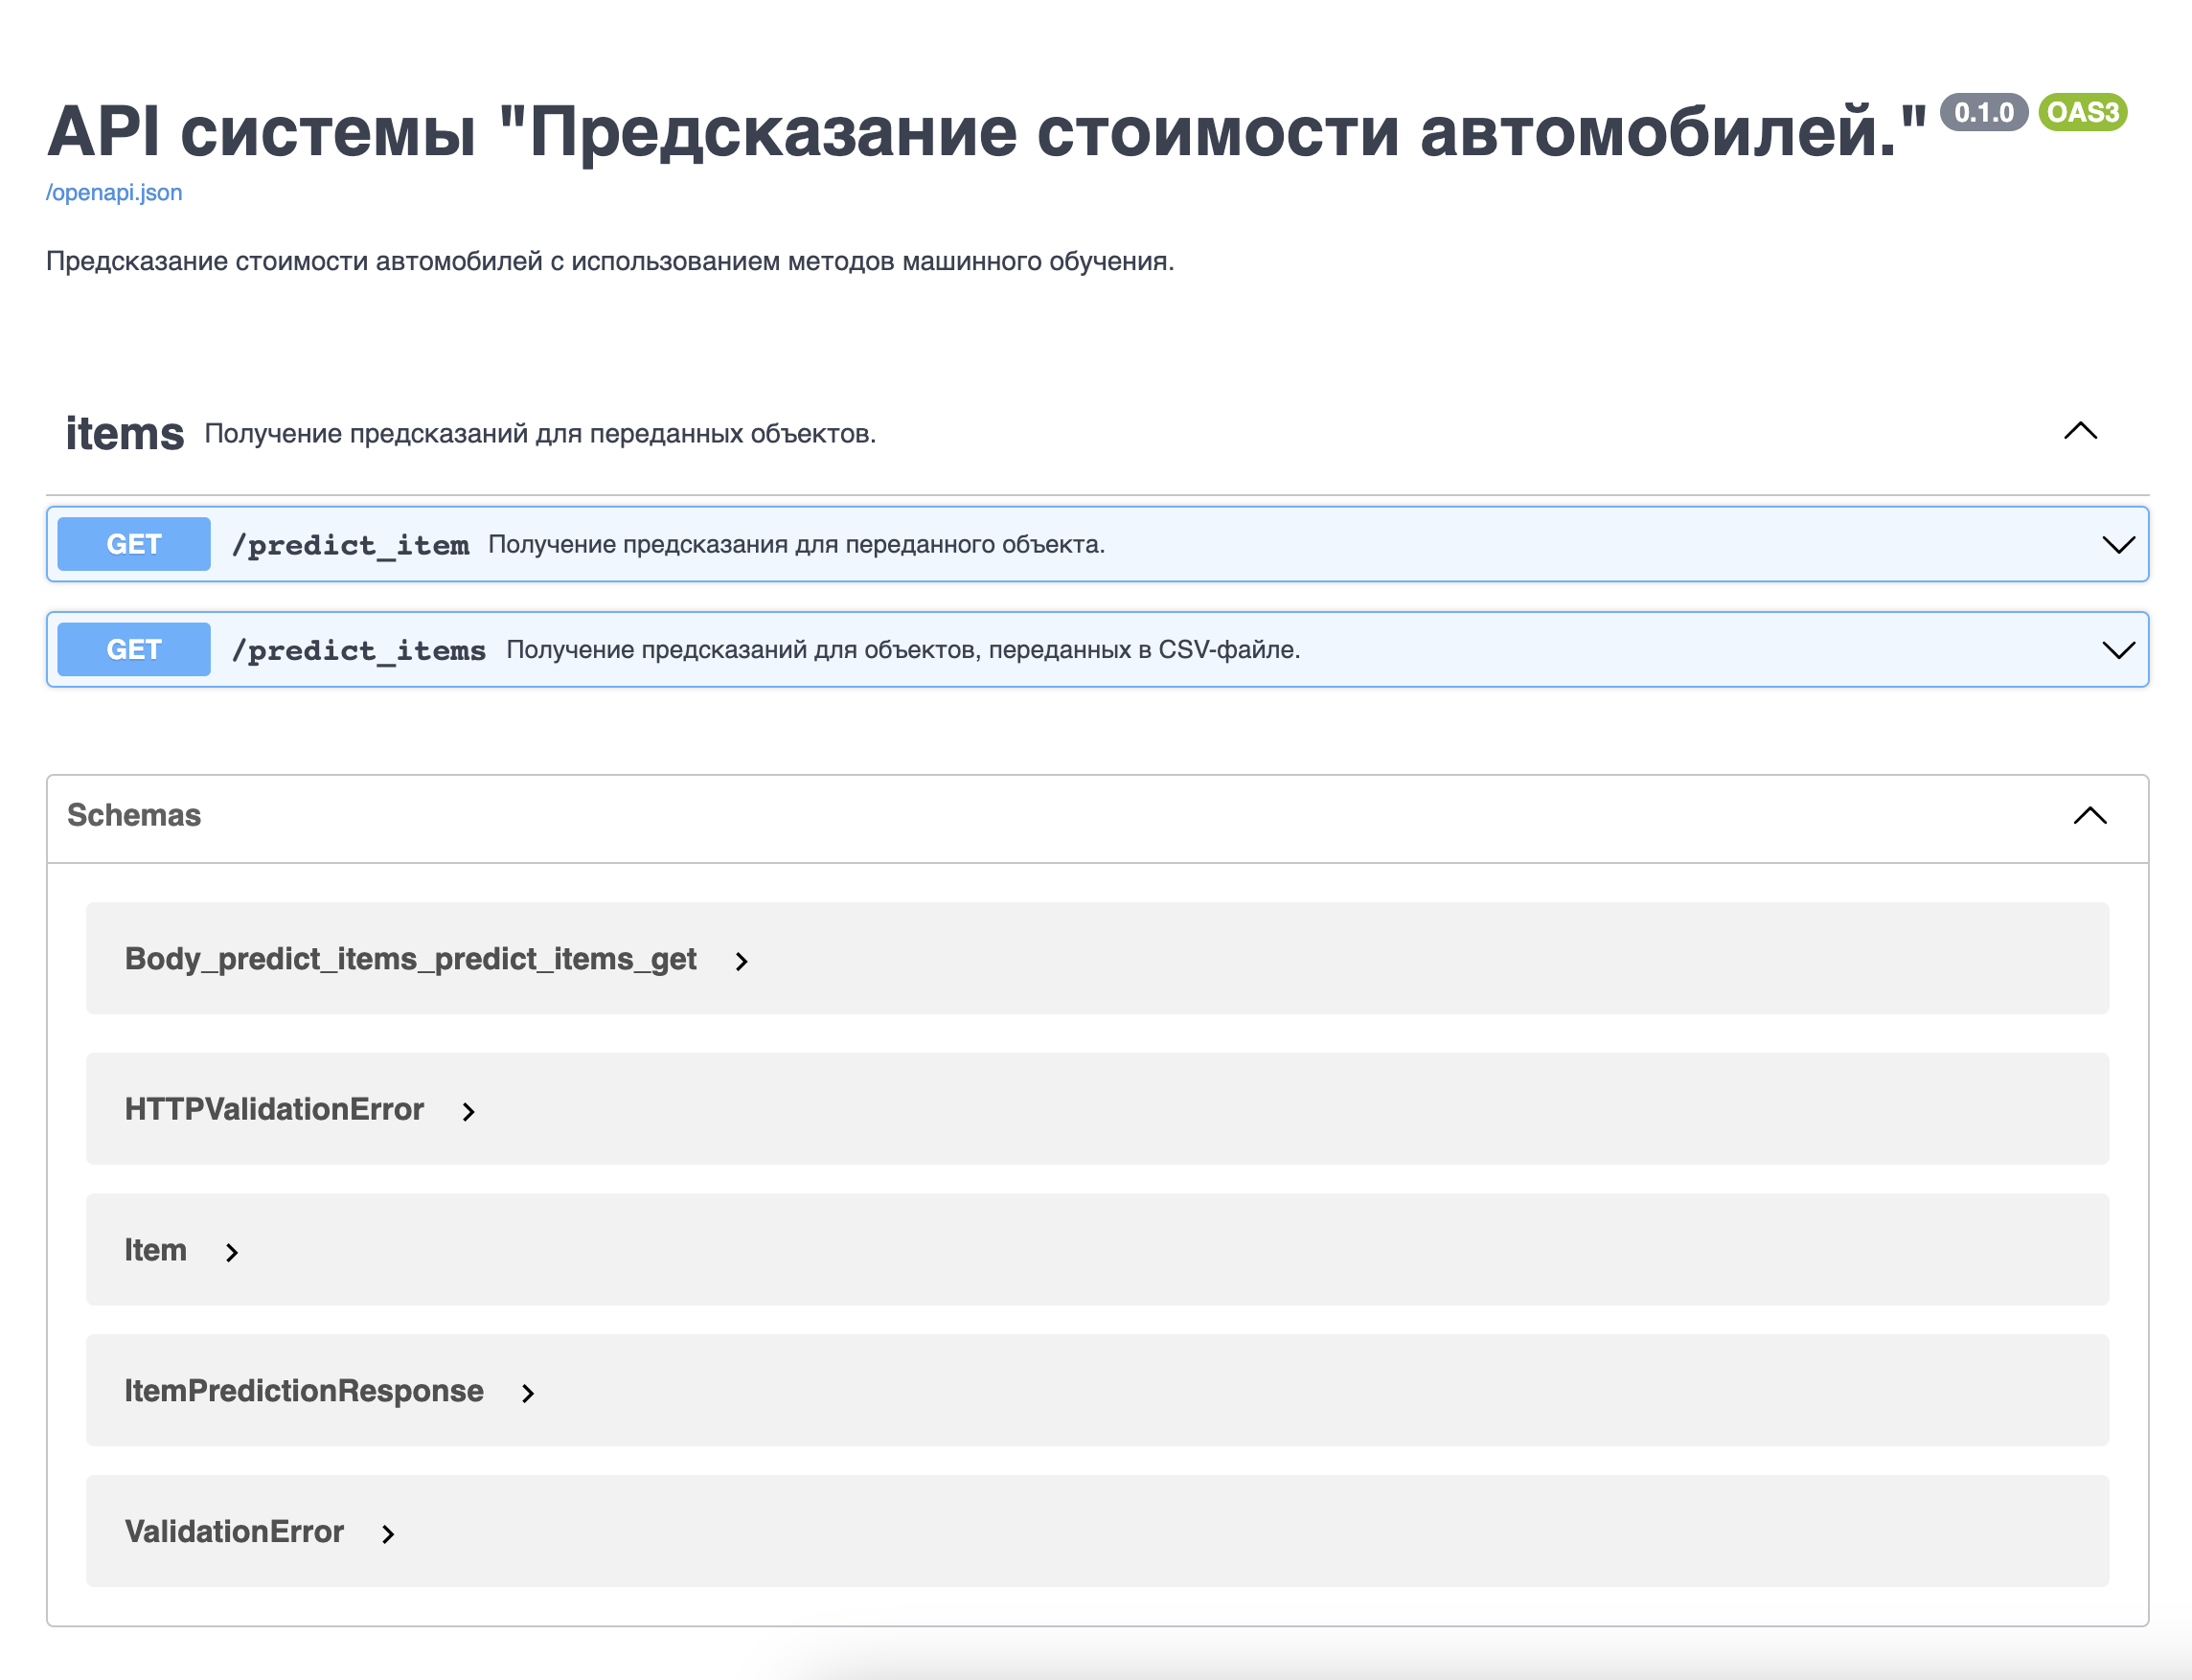 API системы "Предсказание стоимости автомобилей." 0.1.0 OAS3
/openapi.json
Предсказание стоимости автомобилей с использованием методов машинного обучения.
items Получение предсказаний для переданных объектов.
GET /predict_item Получение предсказания для переданного объекта.
GET /predict_items Получение предсказаний для объектов, переданных в CSV-файле.
Schemas
Body_predict_items_predict_items_get
HTTPValidationError
Item
ItemPredictionResponse
ValidationError